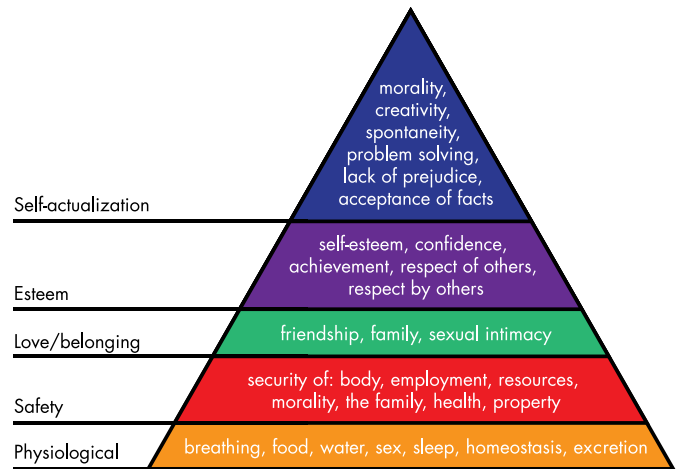 morality,
creativity,
spontaneity,
problem solving,
lack of prejudice,
acceptance of facts
Self-actualization
self-esteem, confidence,
achievement, respect of others,
respect by others
Esteem
friendship, family, sexual intimacy
Love/belonging
security of: body, employment, resources,
morality, the family, health, property
Safety
breathing, food, water, sex, sleep, homeostasis, excretion
Physiological